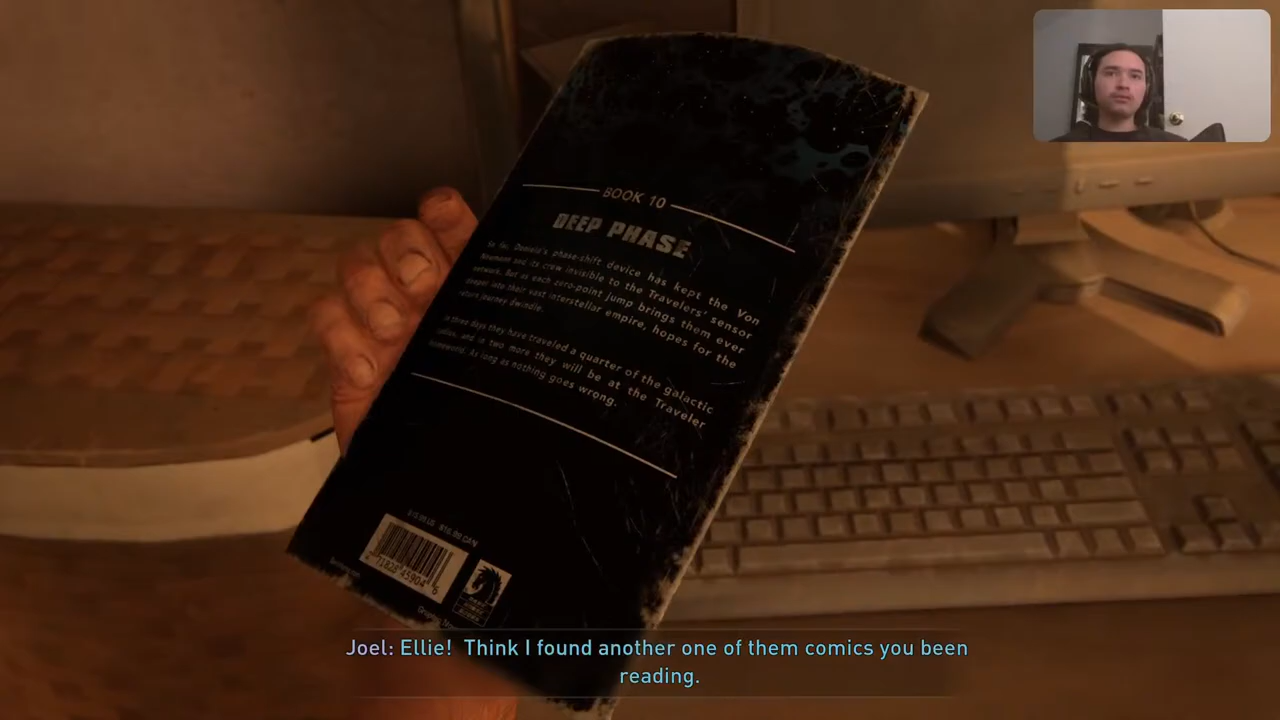 BOOK 10
DEEP PHASE
So far, Daniela's phase-shift device has kept the Von
Neumann and its crew invisible to the Travelers' sensor
network. But as each zero-point jump brings them ever
deeper into their vast interstellar empire, hopes for the
return journey dwindle.
In three days they have traveled a quarter of the galactic
radius, and in two more they will be at the Traveler
homeworld. As long as nothing goes wrong.
71826 45904 6
Joel: Ellie! Think I found another one of them comics you been
reading.